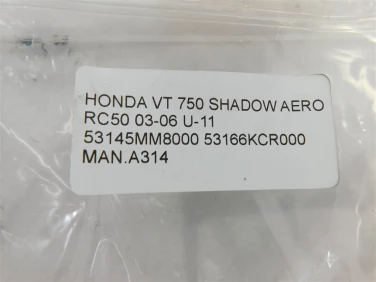 HONDA VT 750 SHADOW AERO
RC50 03-06 U-11
53145MM8000 53166KCR000
MAN.A314